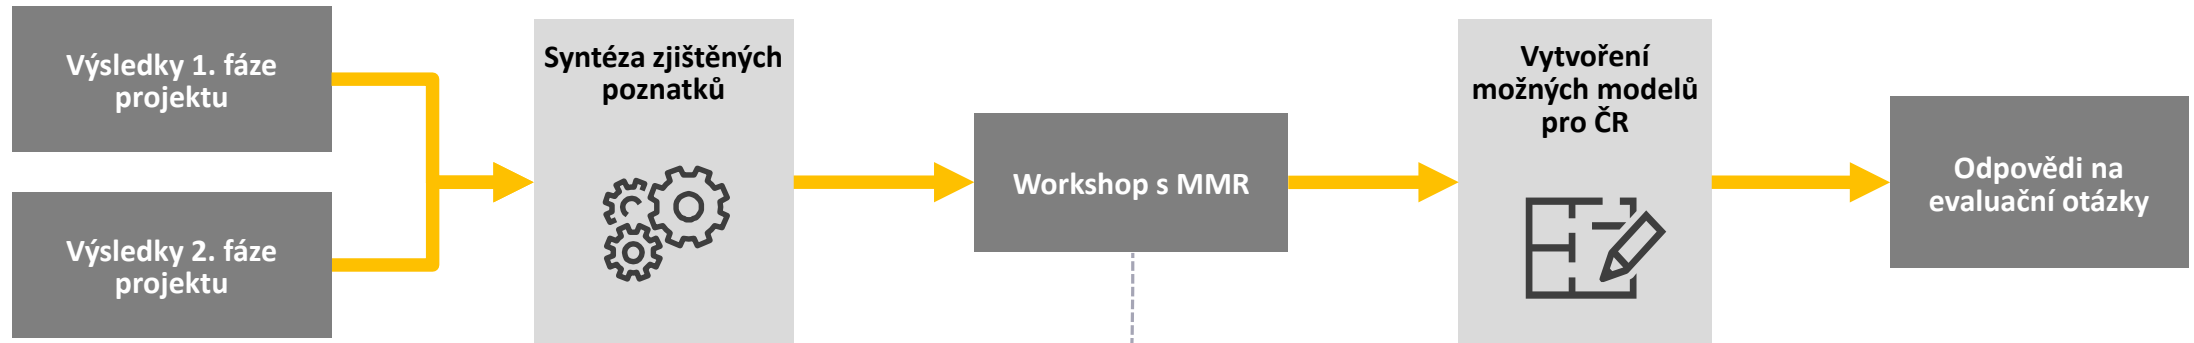 Výsledky 1. fáze
projektu
Výsledky 2. fáze
projektu
Syntéza zjištěných
poznatků
Workshop s MMR
Vytvoření
možných modelů
pro ČR
Odpovědi na
evaluační otázky